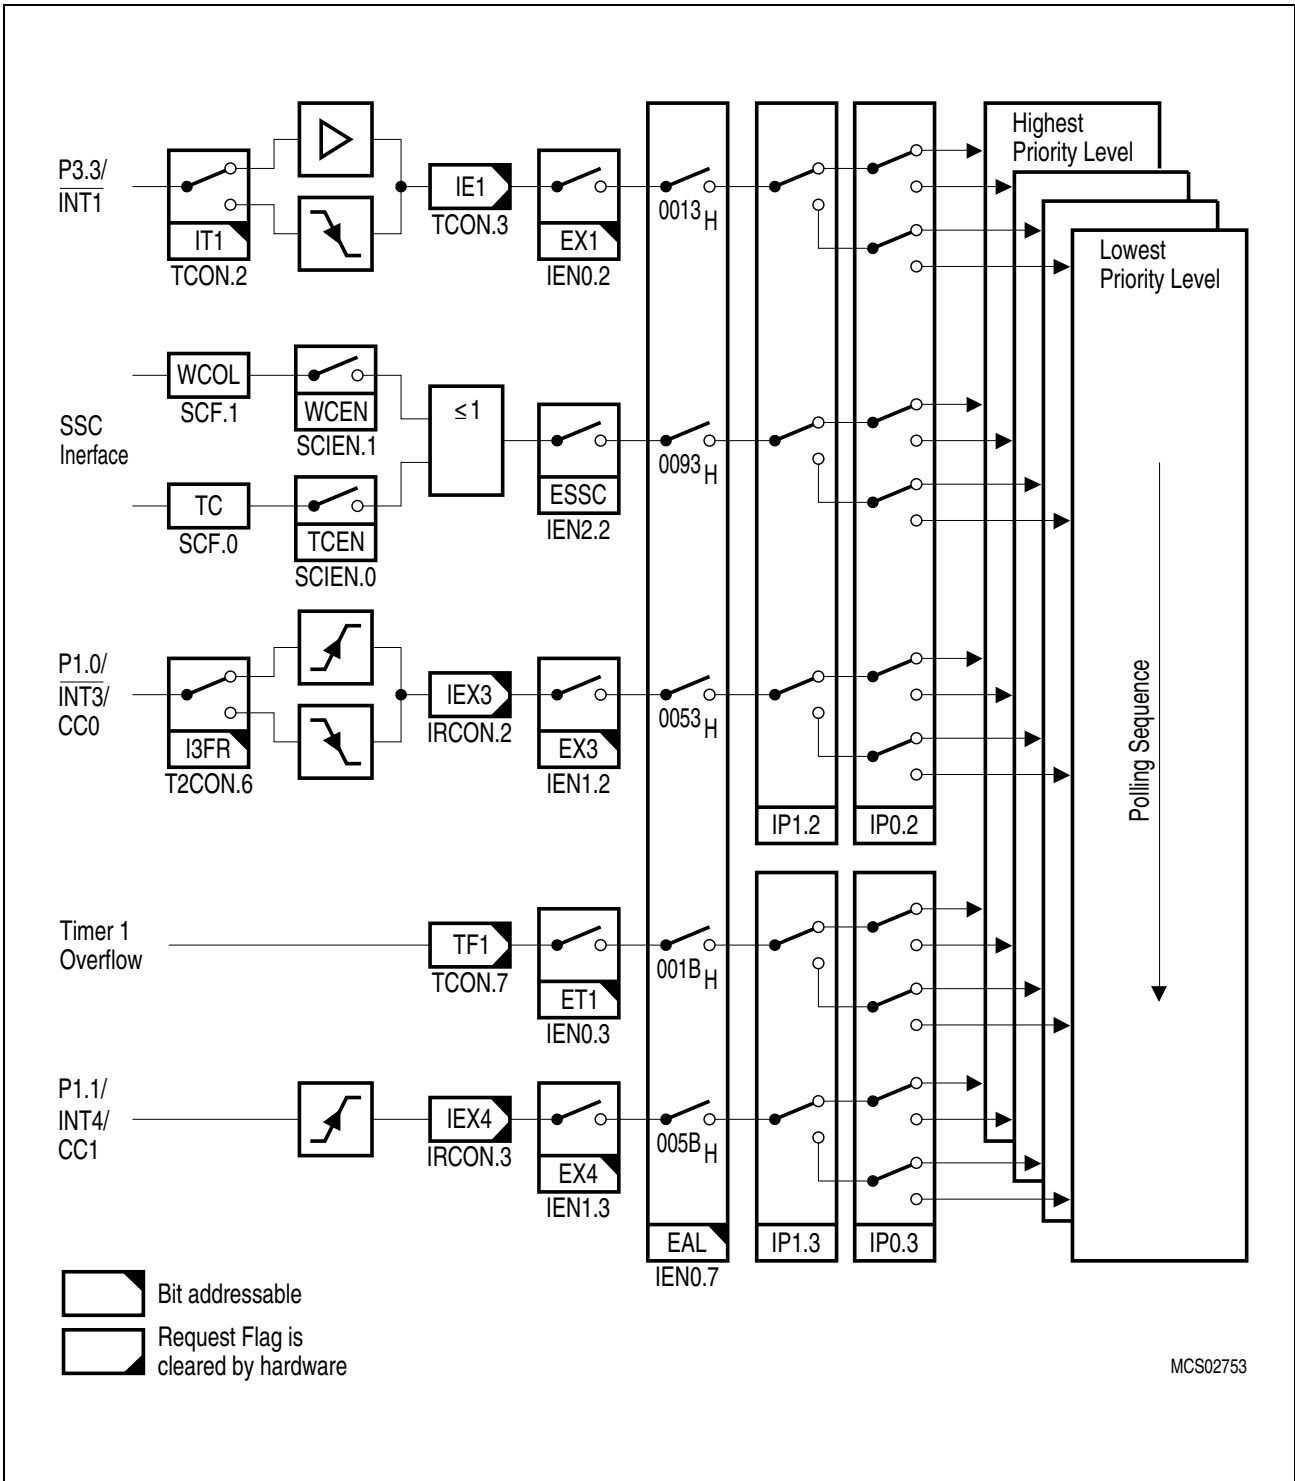 Highest
Priority Level
P3.3/
INT1
IT1
TCON.2
IE1
TCON.3
EX1
IEN0.2
0013H
Lowest
Priority Level
SSC
Inerface
WCOL
SCF.1
WCEN
SCIEN.1
TC
SCF.0
TCEN
SCIEN.0
≤ 1
ESSC
IEN2.2
0093H
P1.0/
INT3/
CC0
I3FR
T2CON.6
IEX3
IRCON.2
EX3
IEN1.2
0053H
IP1.2
IP0.2
Polling Sequence
Timer 1
Overflow
TF1
TCON.7
ET1
IEN0.3
001BH
P1.1/
INT4/
CC1
IEX4
IRCON.3
EX4
IEN1.3
005BH
EAL
IEN0.7
IP1.3
IP0.3
Bit addressable
Request Flag is
cleared by hardware
MCS02753